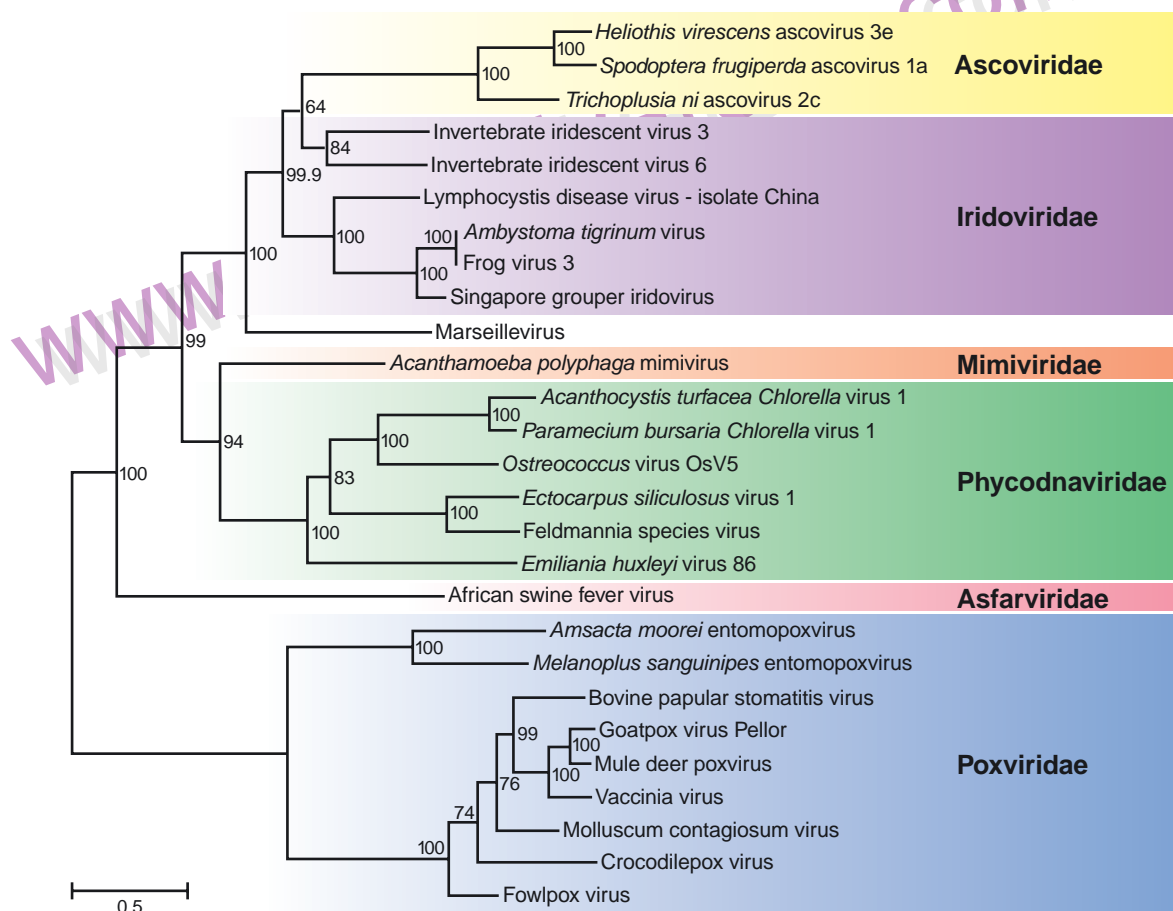 100
Heliothis virescens ascovirus 3e
Spodoptera frugiperda ascovirus 1a
100
Trichoplusia ni ascovirus 2c
Ascoviridae
64
Invertebrate iridescent virus 3
84
Invertebrate iridescent virus 6
99.9
Lymphocystis disease virus - isolate China
100
100
Ambystoma tigrinum virus
Frog virus 3
100
Singapore grouper iridovirus
Iridoviridae
100
Marseillevirus
www
99
Acanthamoeba polyphaga mimivirus
Mimiviridae
94
Acanthocystis turfacea Chlorella virus 1
100
Paramecium bursaria Chlorella virus 1
100
Ostreococcus virus OsV5
83
Ectocarpus siliculosus virus 1
100
Feldmannia species virus
100
Emiliania huxleyi virus 86
Phycodnaviridae
100
African swine fever virus
Asfarviridae
Amsacta moorei entomopoxvirus
100
Melanoplus sanguinipes entomopoxvirus
Bovine papular stomatitis virus
99
Goatpox virus Pellor
100
Mule deer poxvirus
100
Vaccinia virus
76
Molluscum contagiosum virus
74
Crocodilepox virus
100
Fowlpox virus
Poxviridae
0.5